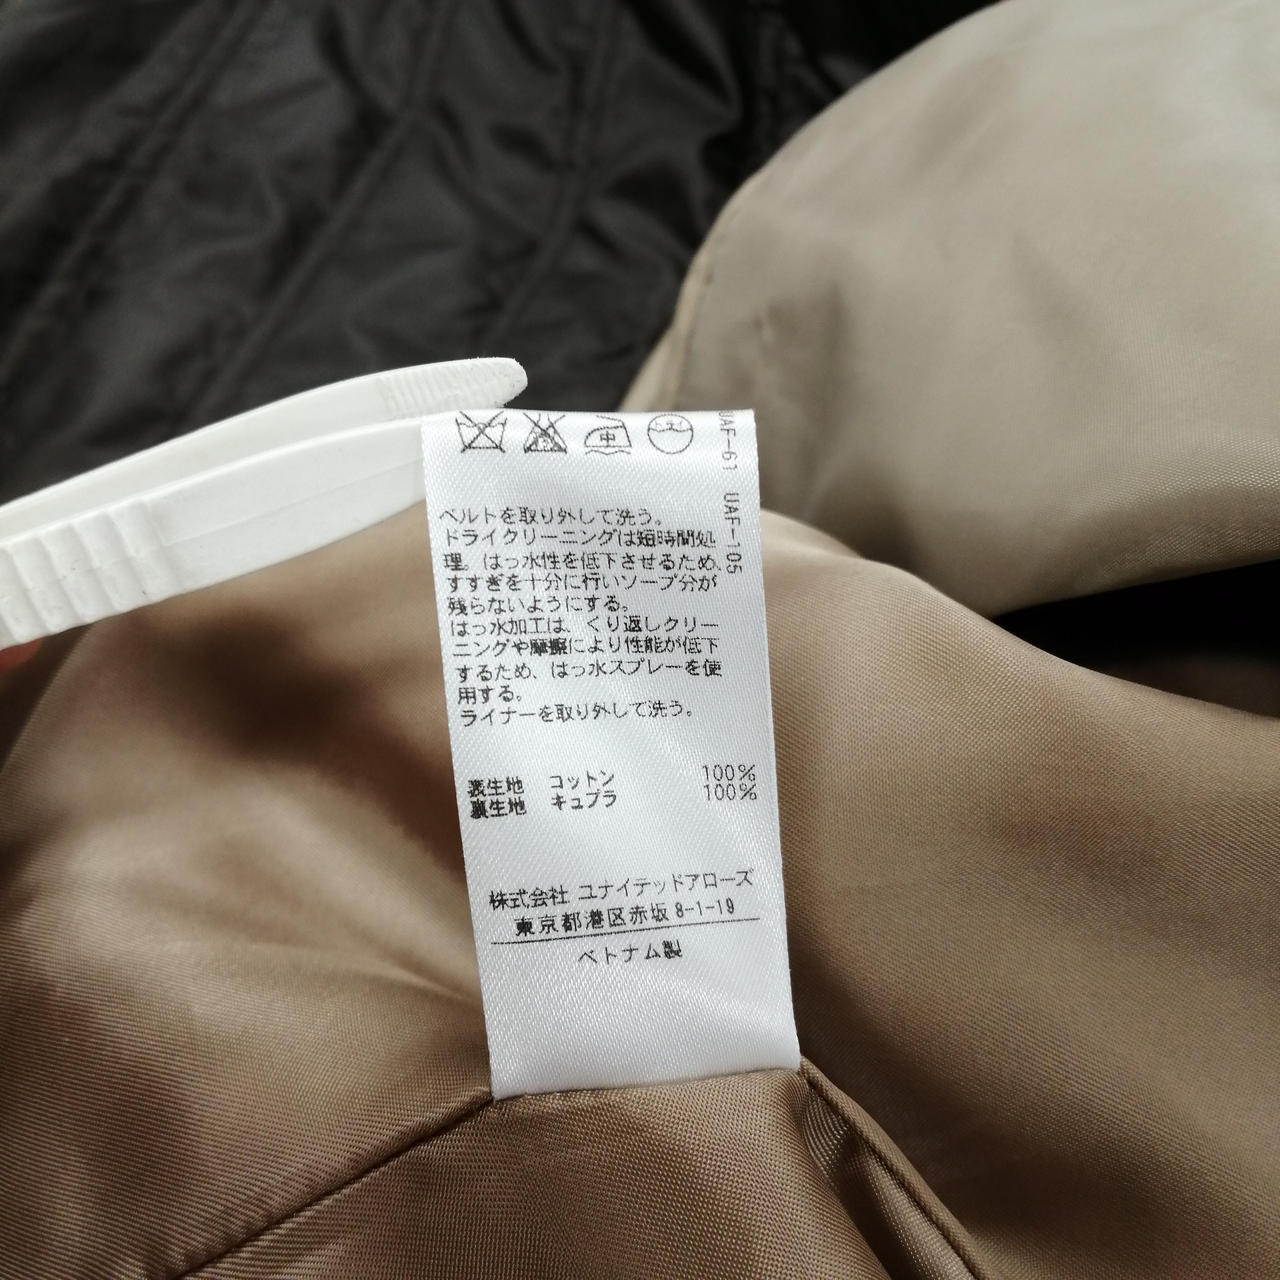 中
UAF-61 UAF-105
ベルトを取り外して洗う。
ドライクリーニングは短時間処
理。はっ水性を低下させるため、
すすぎを十分に行いソープ分が
残らないようにする。
はっ水加工は、くり返しクリー
ニングや摩擦により性能が低下
するため、はっ水スプレーを使
用する。
ライナーを取り外して洗う。
表生地 コットン 100%
裏生地 キュプラ 100%
株式会社 ユナイテッドアローズ
東京都港区赤坂8-1-19
ベトナム製